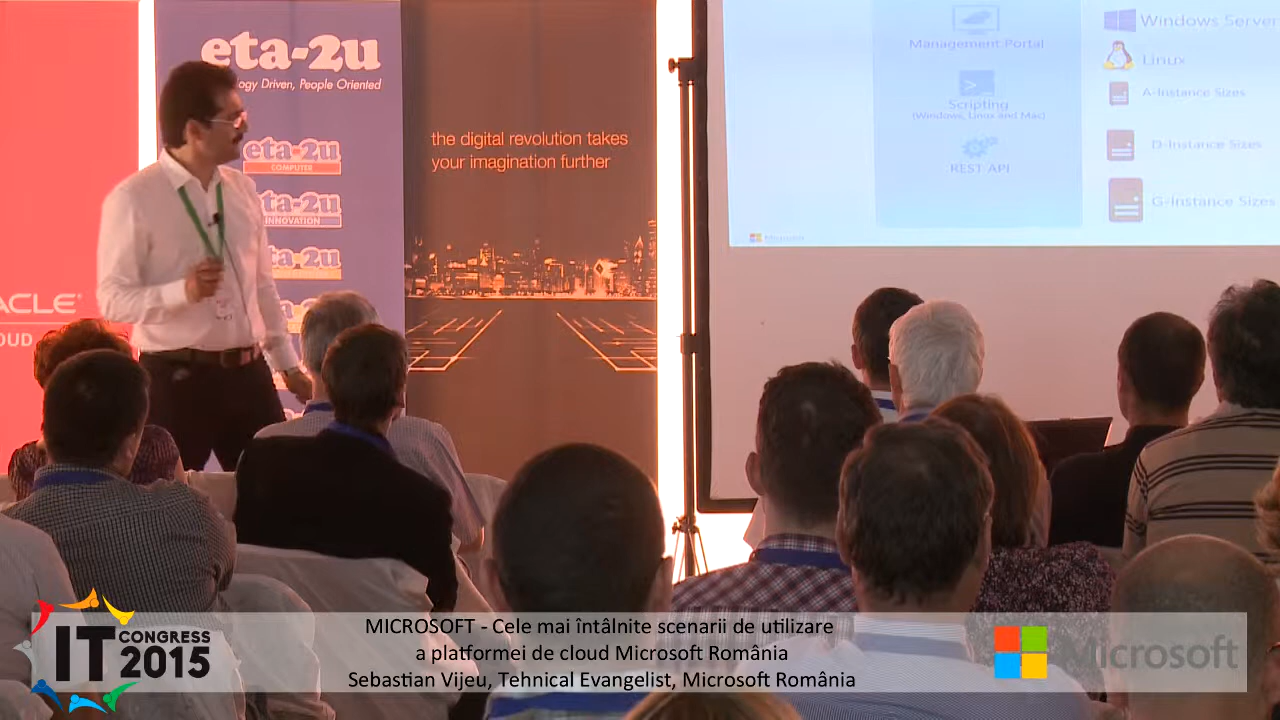 eta-2u
logy Driven, People Oriented
eta-2u
COMPUTER
eta-2u
INNOVATION
eta-2u
ACLE®
OUD
the digital revolution takes
your imagination further
Management Portal
Scripting
(Windows, Linux and Mac)
REST API
Windows Server
Linux
A-Instance Sizes
D-Instance Sizes
G-Instance Sizes
Microsoft
IT CONGRESS
2015
MICROSOFT - Cele mai întâlnite scenarii de utilizare
a platformei de cloud Microsoft România
Sebastian Vijeu, Tehnical Evangelist, Microsoft România
Microsoft